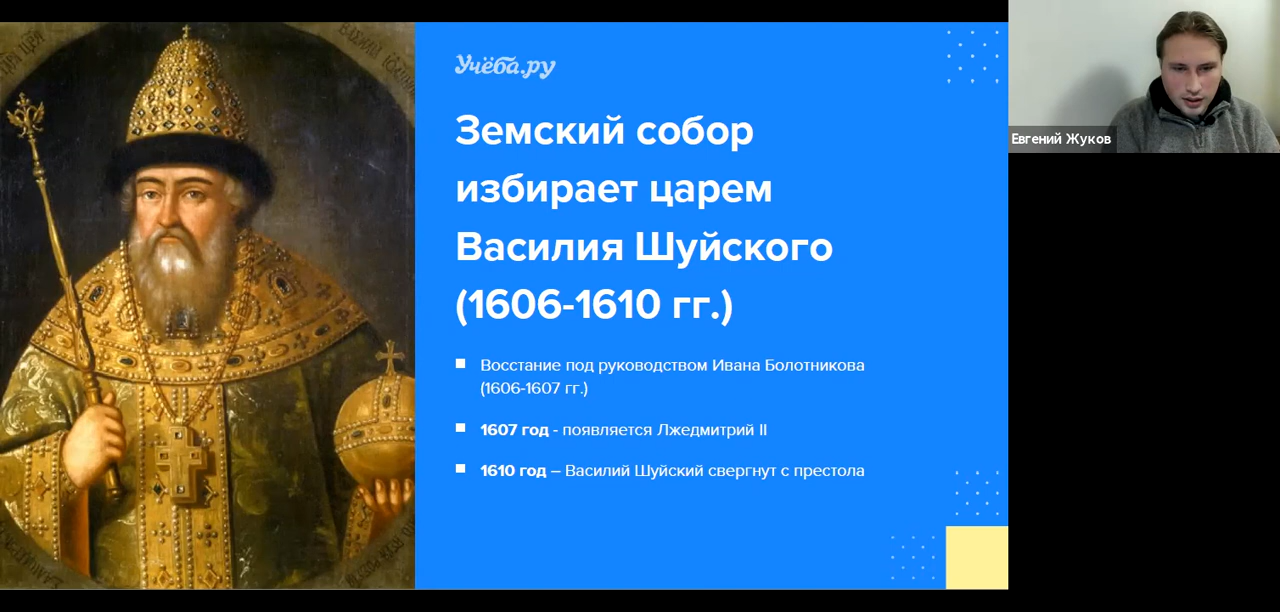 Учёба.ру
Земский собор
избирает царем
Василия Шуйского
(1606-1610 гг.)
Восстание под руководством Ивана Болотникова
(1606-1607 гг.)
1607 год - появляется Лжедмитрий II
1610 год – Василий Шуйский свергнут с престола
Евгений Жуков